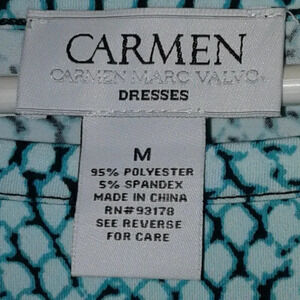 CARMEN
CARMEN MARC VALVO
DRESSES
M
95% POLYESTER
5% SPANDEX
MADE IN CHINA
RN#93178
SEE REVERSE
FOR CARE